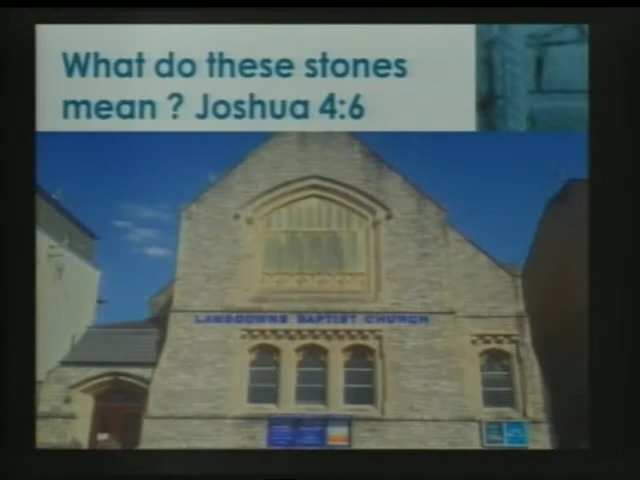 What do these stones
mean ? Joshua 4:6
LANSDOWNE BAPTIST CHURCH